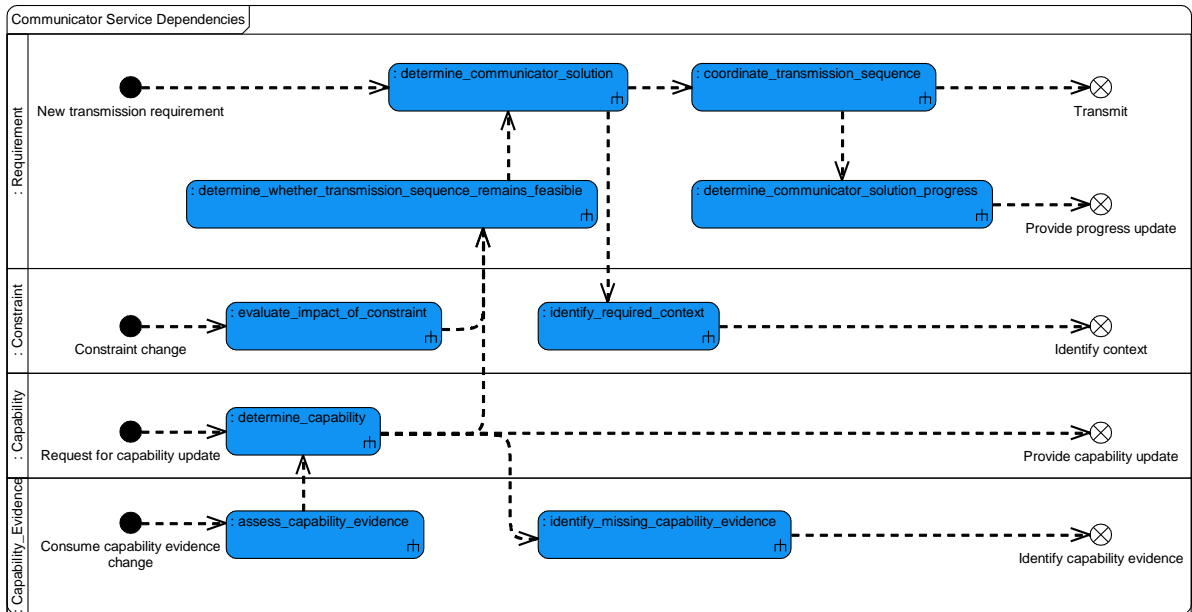 Communicator Service Dependencies
: Requirement
New transmission requirement
: determine_communicator_solution
: coordinate_transmission_sequence
Transmit
: determine_whether_transmission_sequence_remains_feasible
: determine_communicator_solution_progress
Provide progress update
: Constraint
Constraint change
: evaluate_impact_of_constraint
: identify_required_context
Identify context
: Capability
Request for capability update
: determine_capability
Provide capability update
: Capability_Evidence
Consume capability evidence
change
: assess_capability_evidence
: identify_missing_capability_evidence
Identify capability evidence